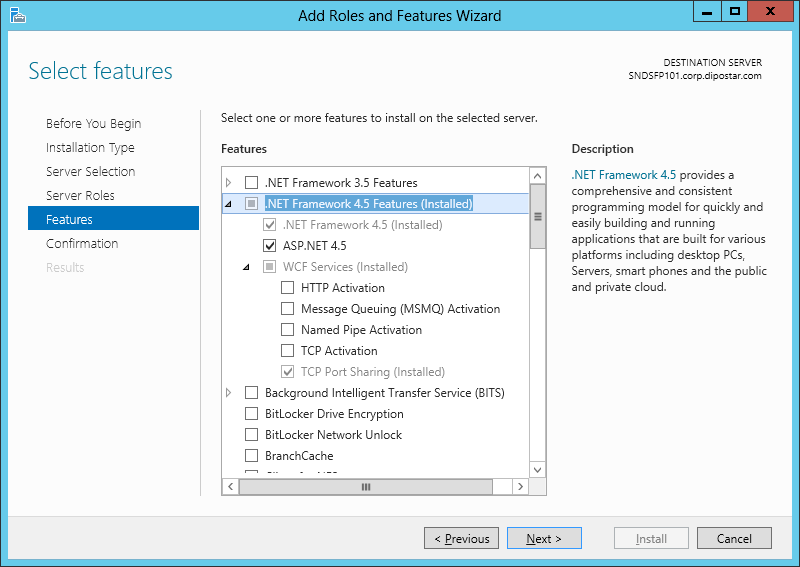 Add Roles and Features Wizard
Select features
DESTINATION SERVER
SNDSFP101.corp.dipostar.com
Before You Begin
Installation Type
Server Selection
Server Roles
Features
Confirmation
Results
Select one or more features to install on the selected server.
Features
.NET Framework 3.5 Features
.NET Framework 4.5 Features (Installed)
.NET Framework 4.5 (Installed)
ASP.NET 4.5
WCF Services (Installed)
HTTP Activation
Message Queuing (MSMQ) Activation
Named Pipe Activation
TCP Activation
TCP Port Sharing (Installed)
Background Intelligent Transfer Service (BITS)
BitLocker Drive Encryption
BitLocker Network Unlock
BranchCache
Description
.NET Framework 4.5 provides a
comprehensive and consistent
programming model for quickly and
easily building and running
applications that are built for various
platforms including desktop PCs,
Servers, smart phones and the public
and private cloud.
< Previous
Next >
Install
Cancel